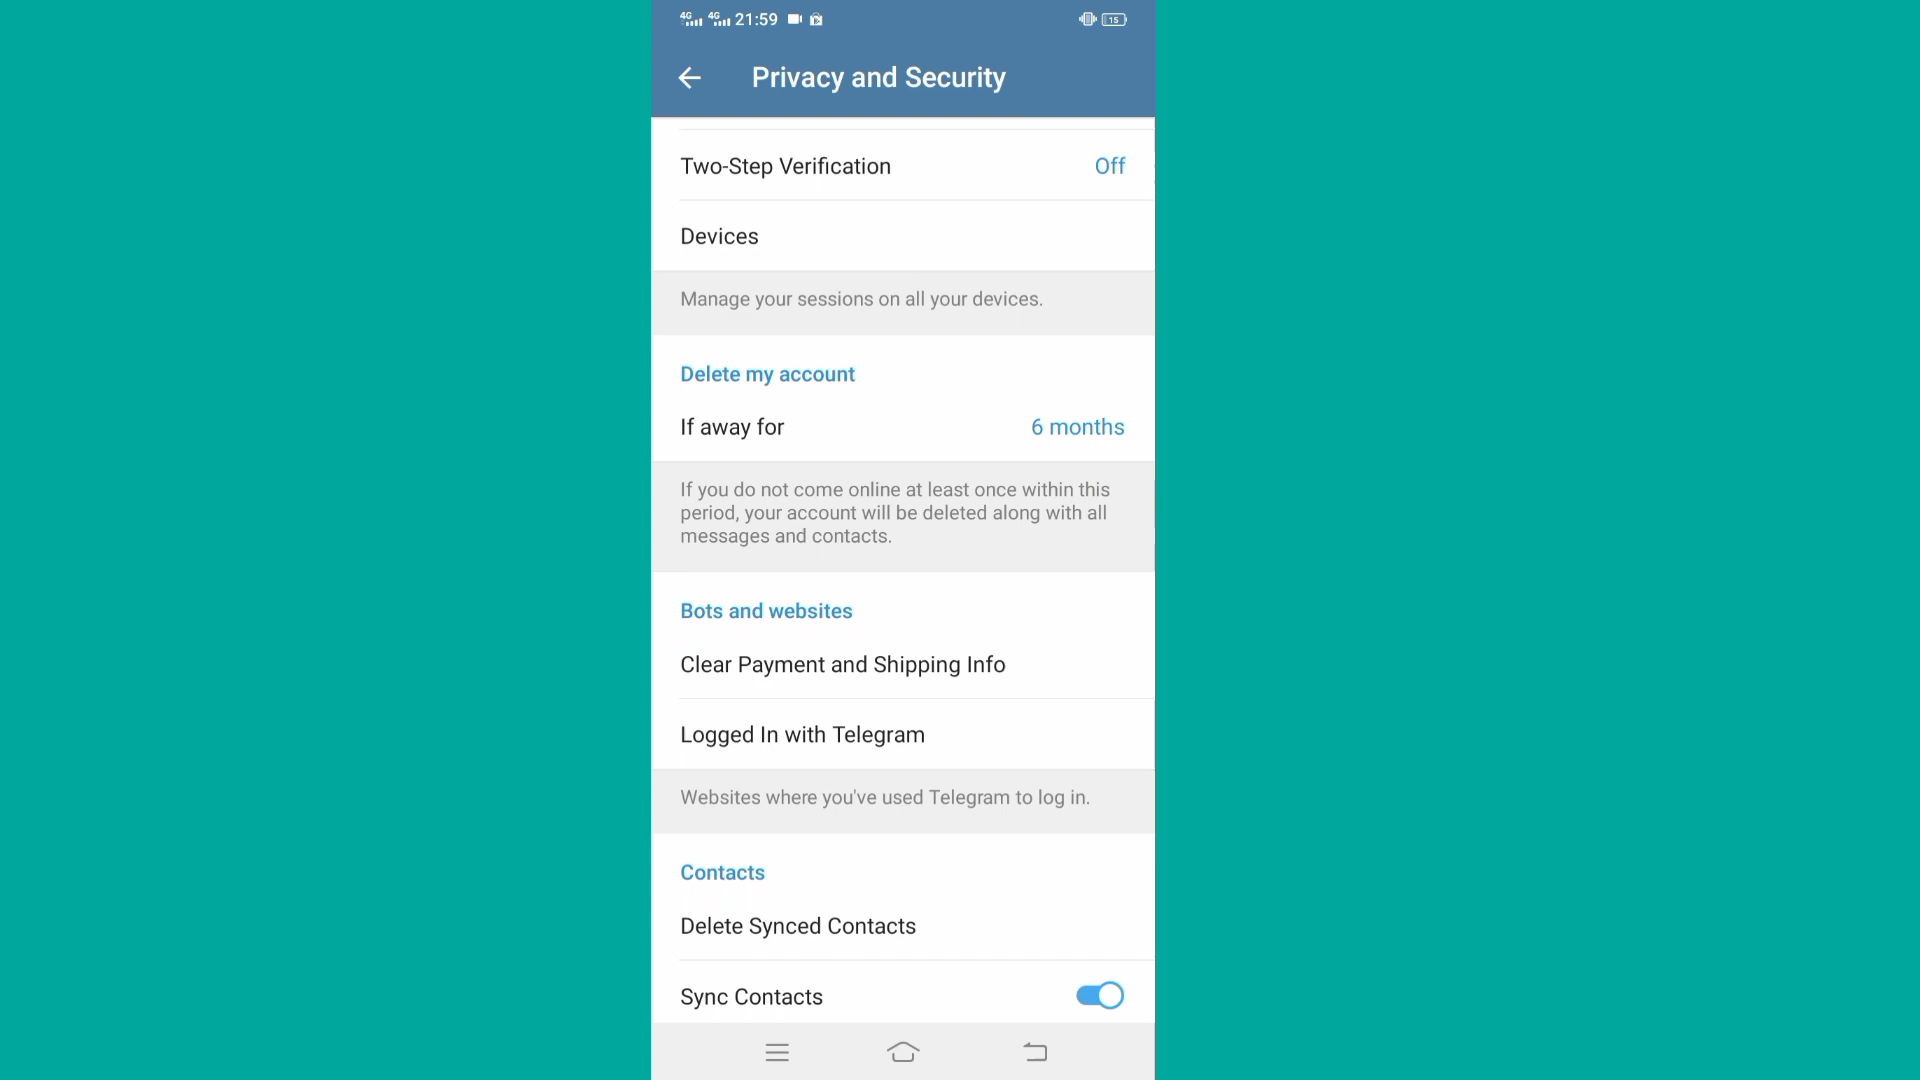 4G 4G 21:59 15
Privacy and Security
Two-Step Verification Off
Devices
Manage your sessions on all your devices.
Delete my account
If away for 6 months
If you do not come online at least once within this
period, your account will be deleted along with all
messages and contacts.
Bots and websites
Clear Payment and Shipping Info
Logged In with Telegram
Websites where you've used Telegram to log in.
Contacts
Delete Synced Contacts
Sync Contacts